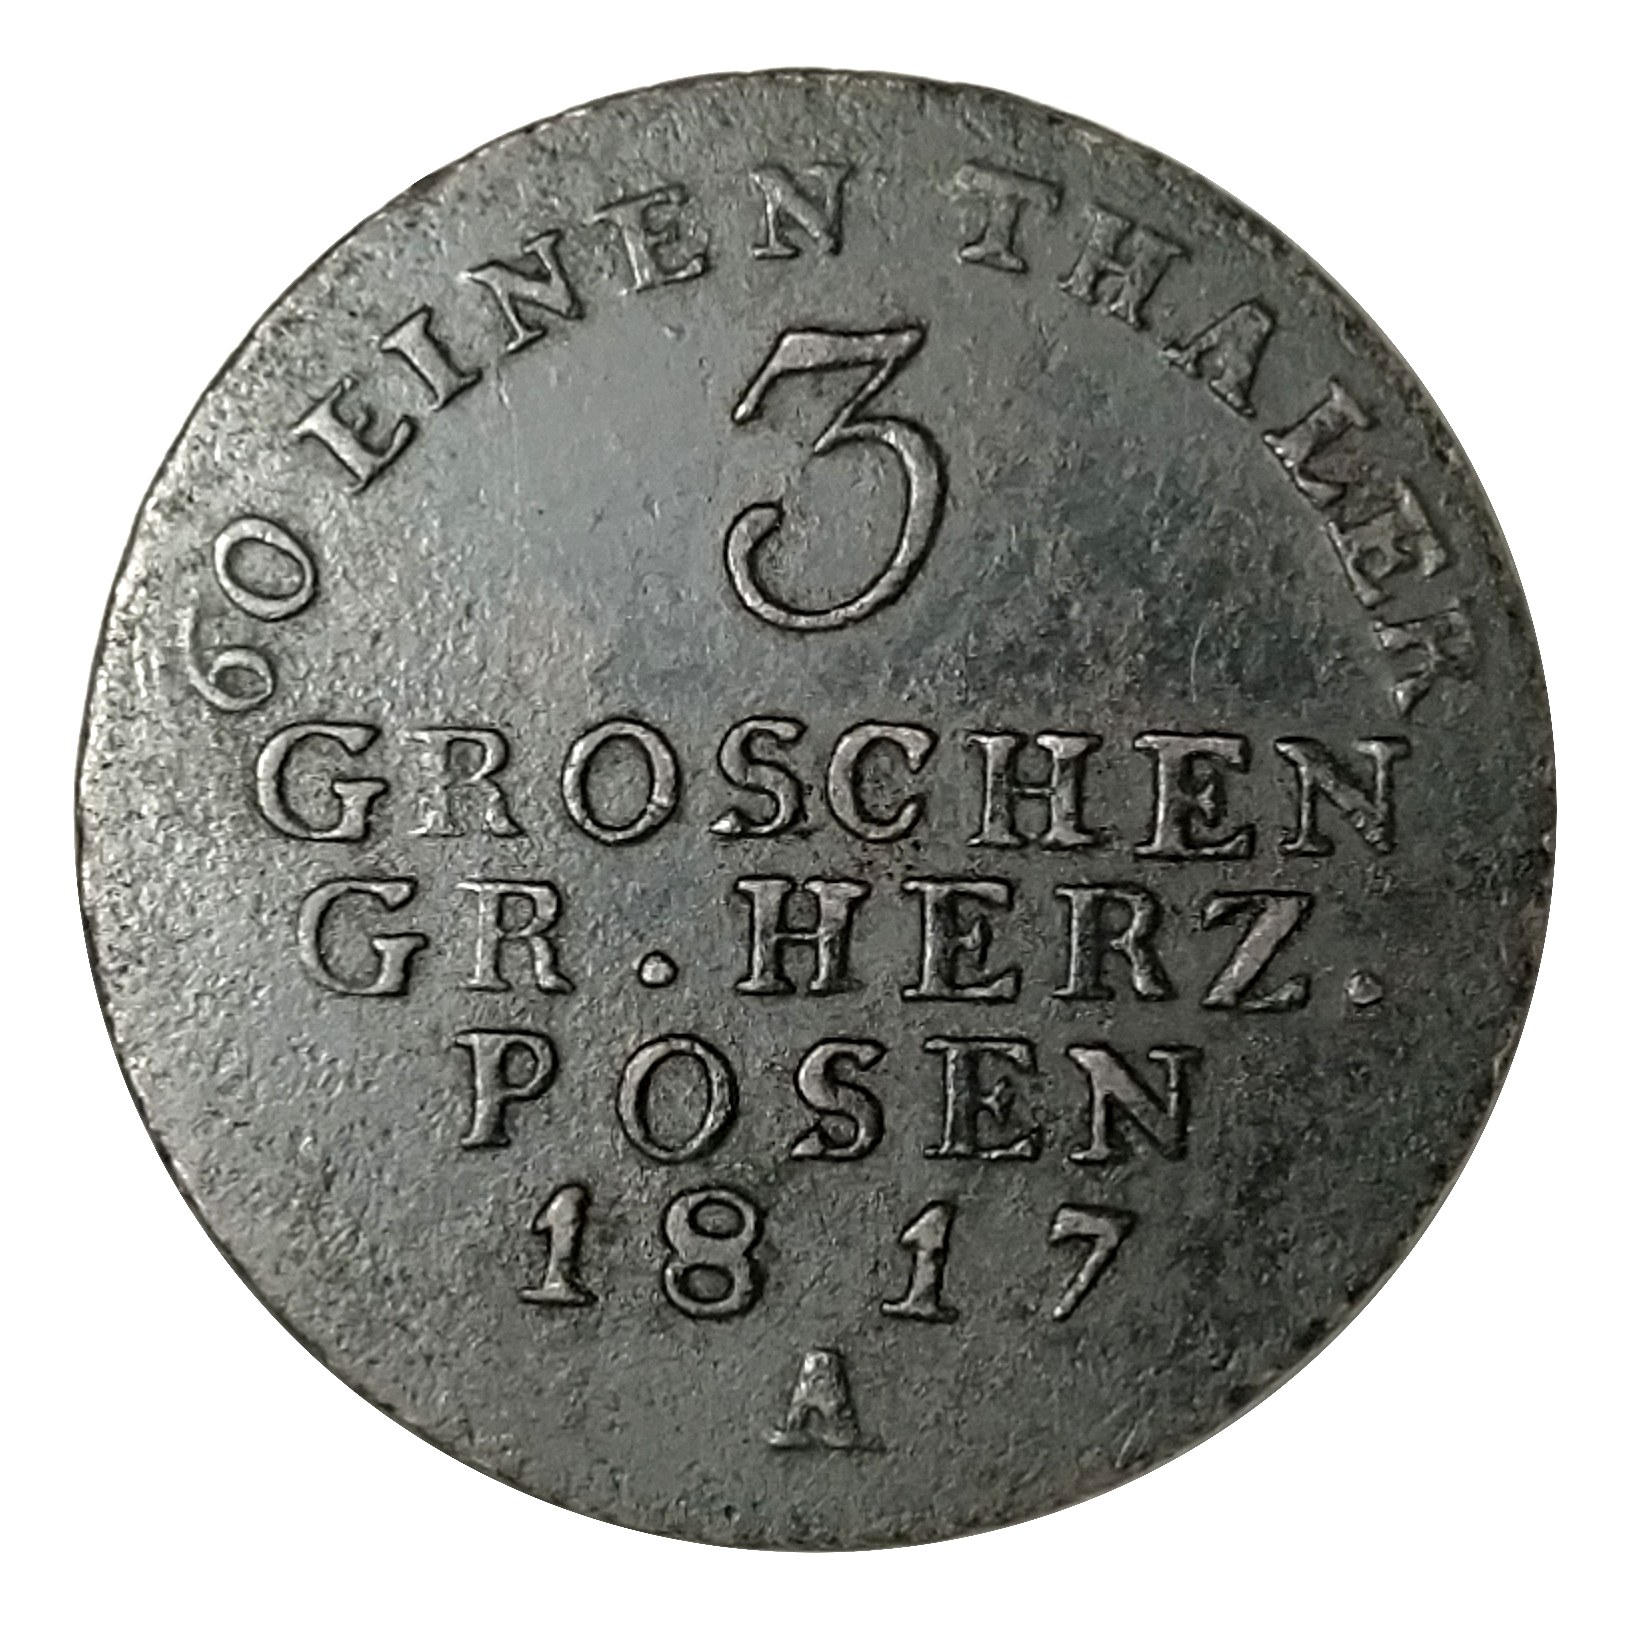 60 EINEN THALER
3
GROSCHEN
GR. HERZ.
POSEN
1817
A